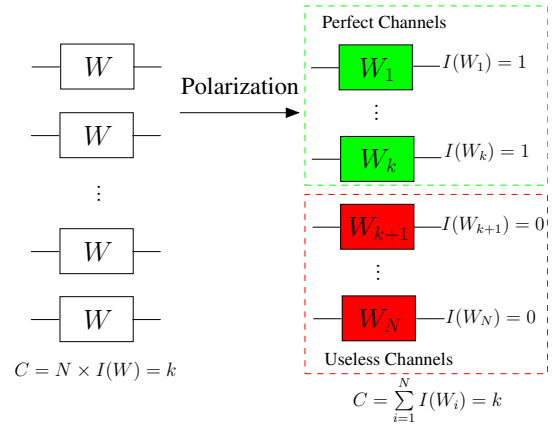 W
W
⋮
W
W
C = N × I(W) = k
Polarization
Perfect Channels
W_1 I(W_1) = 1
⋮
W_k I(W_k) = 1
W_{k+1} I(W_{k+1}) = 0
⋮
W_N I(W_N) = 0
Useless Channels
C = \sum_{i=1}^{N} I(W_i) = k